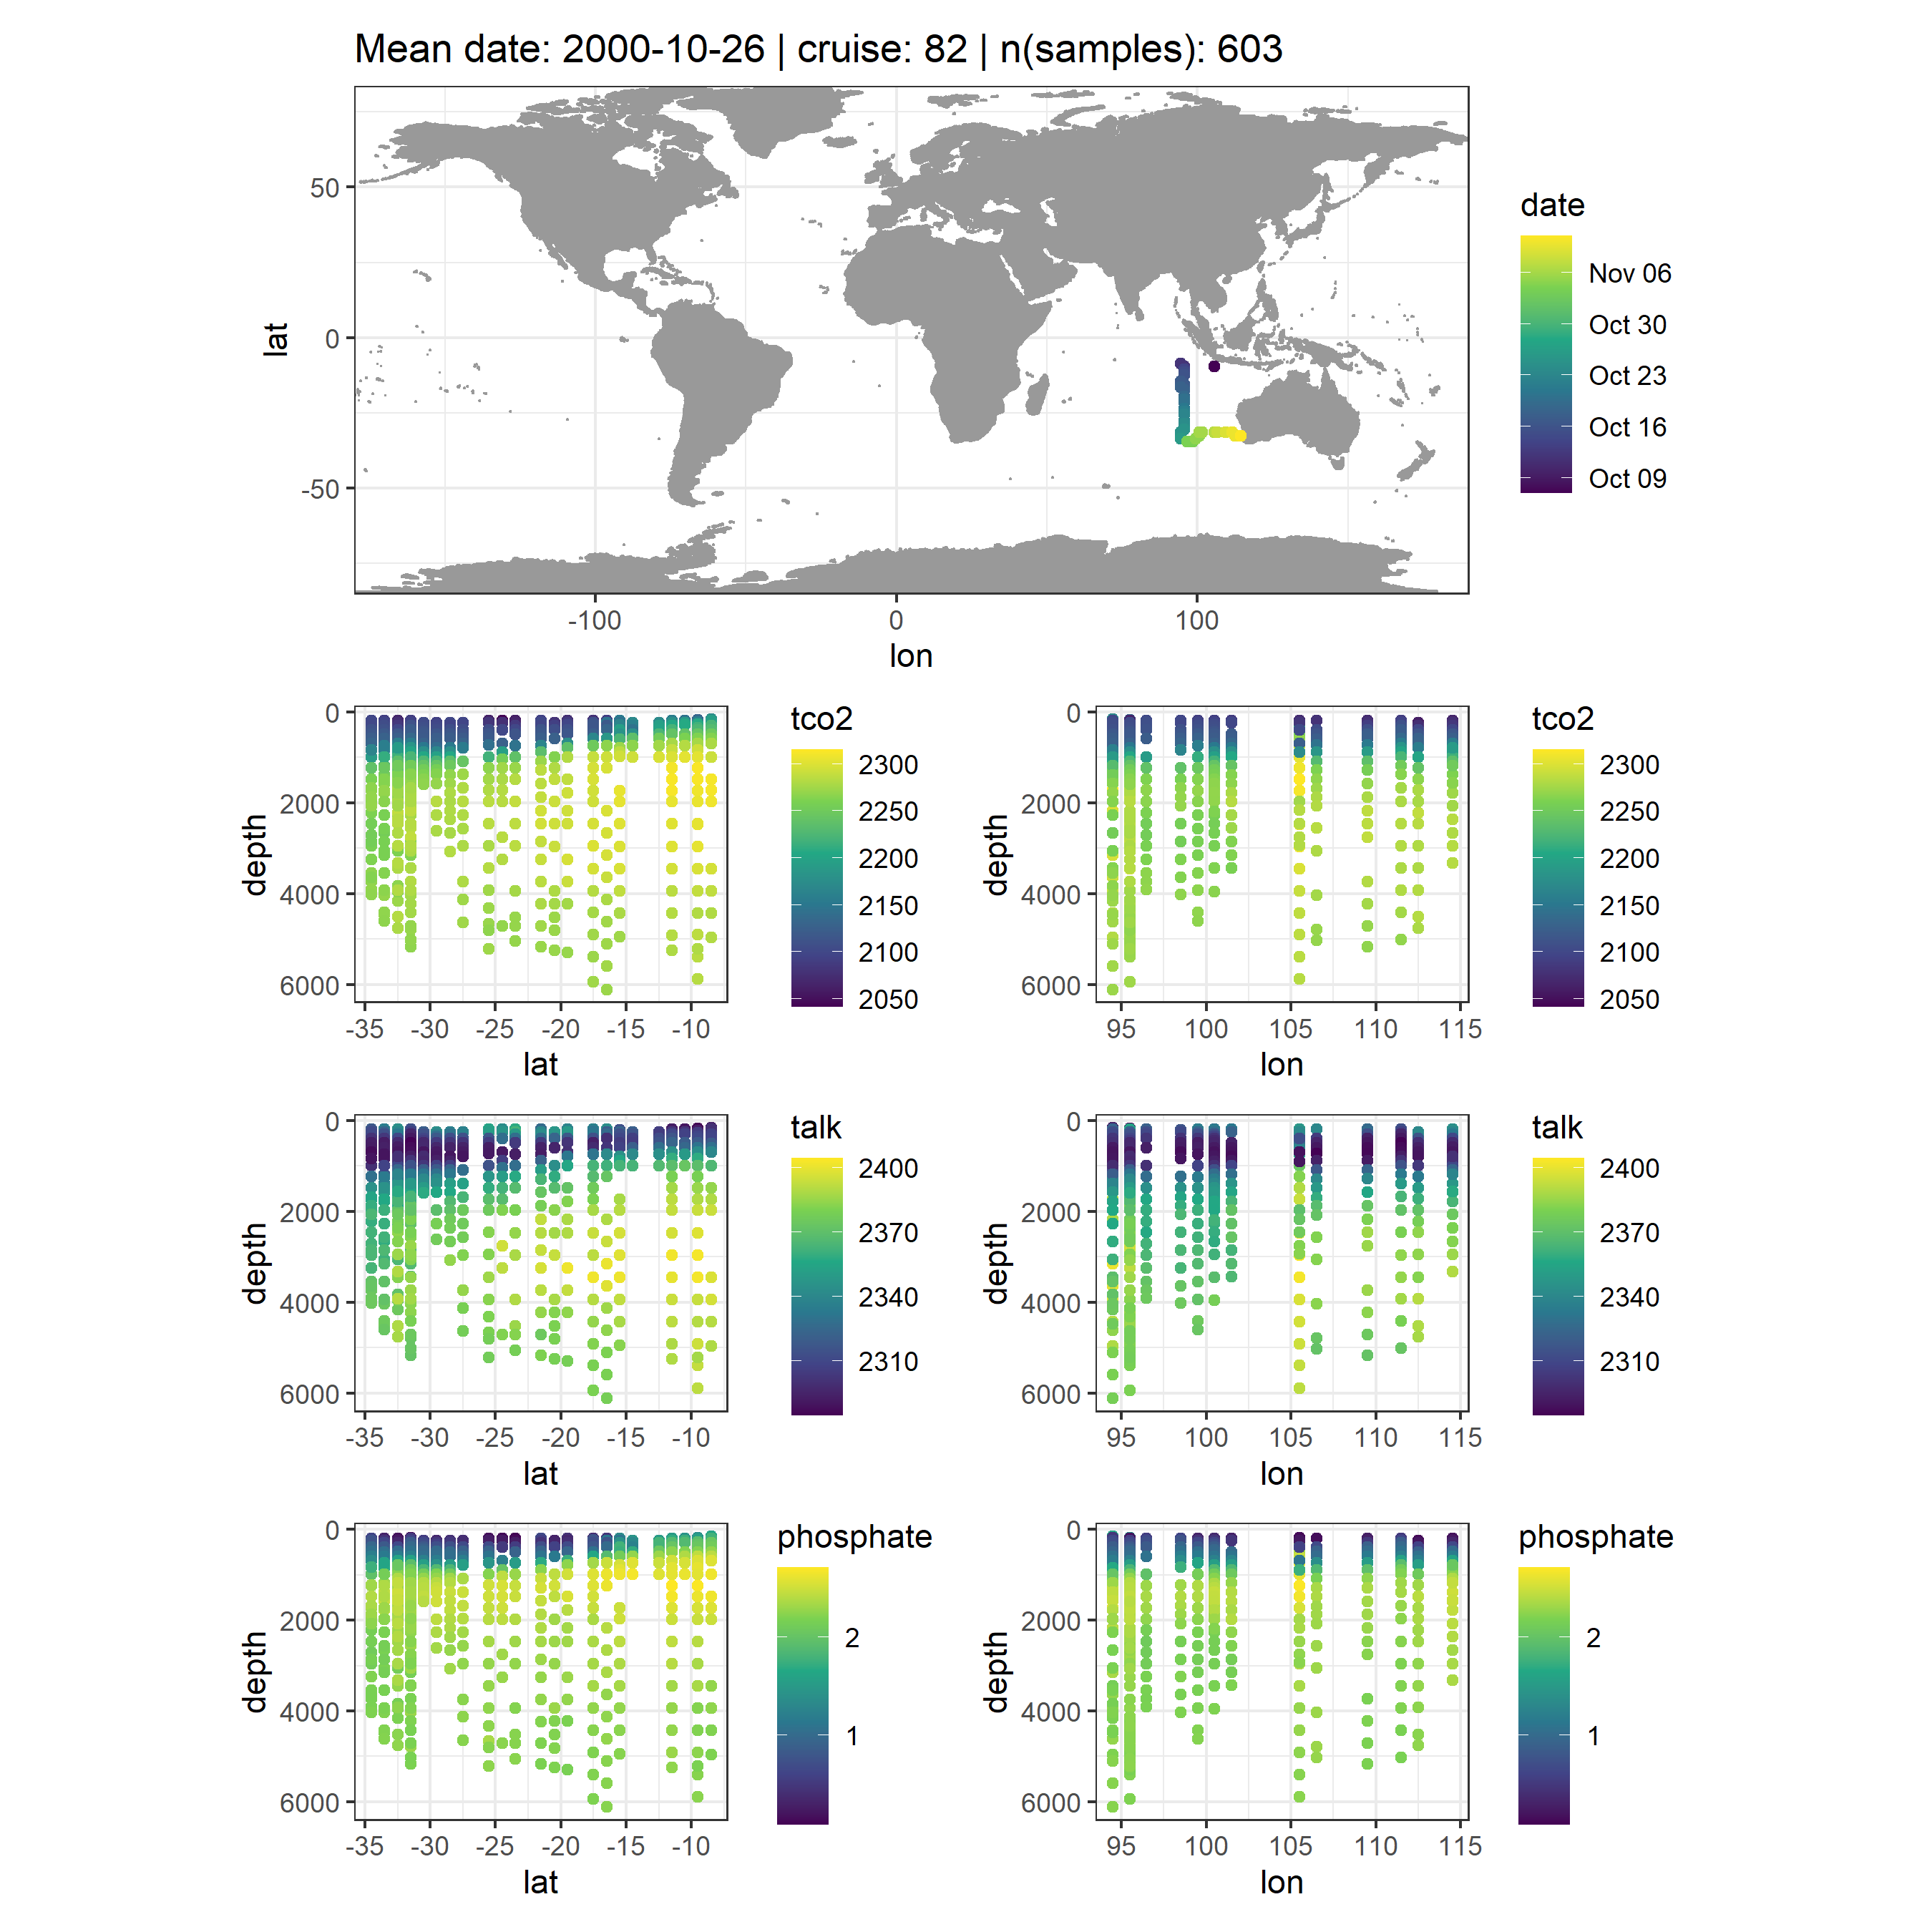 Mean date: 2000-10-26 | cruise: 82 | n(samples): 603
lat
50
0
-50
-100
0
100
lon
date
Nov 06
Oct 30
Oct 23
Oct 16
Oct 09
depth
0
2000
4000
6000
-35 -30 -25 -20 -15 -10
lat
tco2
2300
2250
2200
2150
2100
2050
depth
0
2000
4000
6000
95 100 105 110 115
lon
tco2
2300
2250
2200
2150
2100
2050
depth
0
2000
4000
6000
-35 -30 -25 -20 -15 -10
lat
talk
2400
2370
2340
2310
depth
0
2000
4000
6000
95 100 105 110 115
lon
talk
2400
2370
2340
2310
depth
0
2000
4000
6000
-35 -30 -25 -20 -15 -10
lat
phosphate
2
1
depth
0
2000
4000
6000
95 100 105 110 115
lon
phosphate
2
1